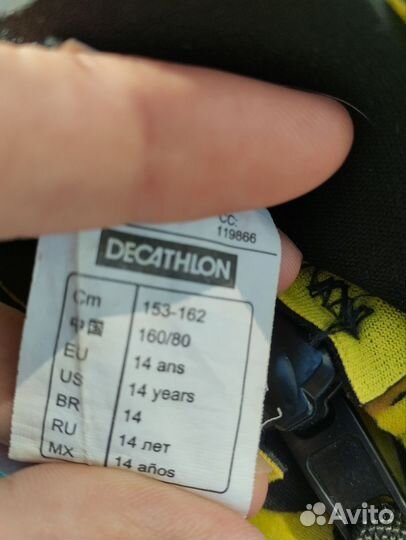 CC:
119866
DECATHLON
Cm 153-162
中国 160/80
EU 14 ans
US 14 years
BR 14
RU 14 лет
MX 14 años
Avito